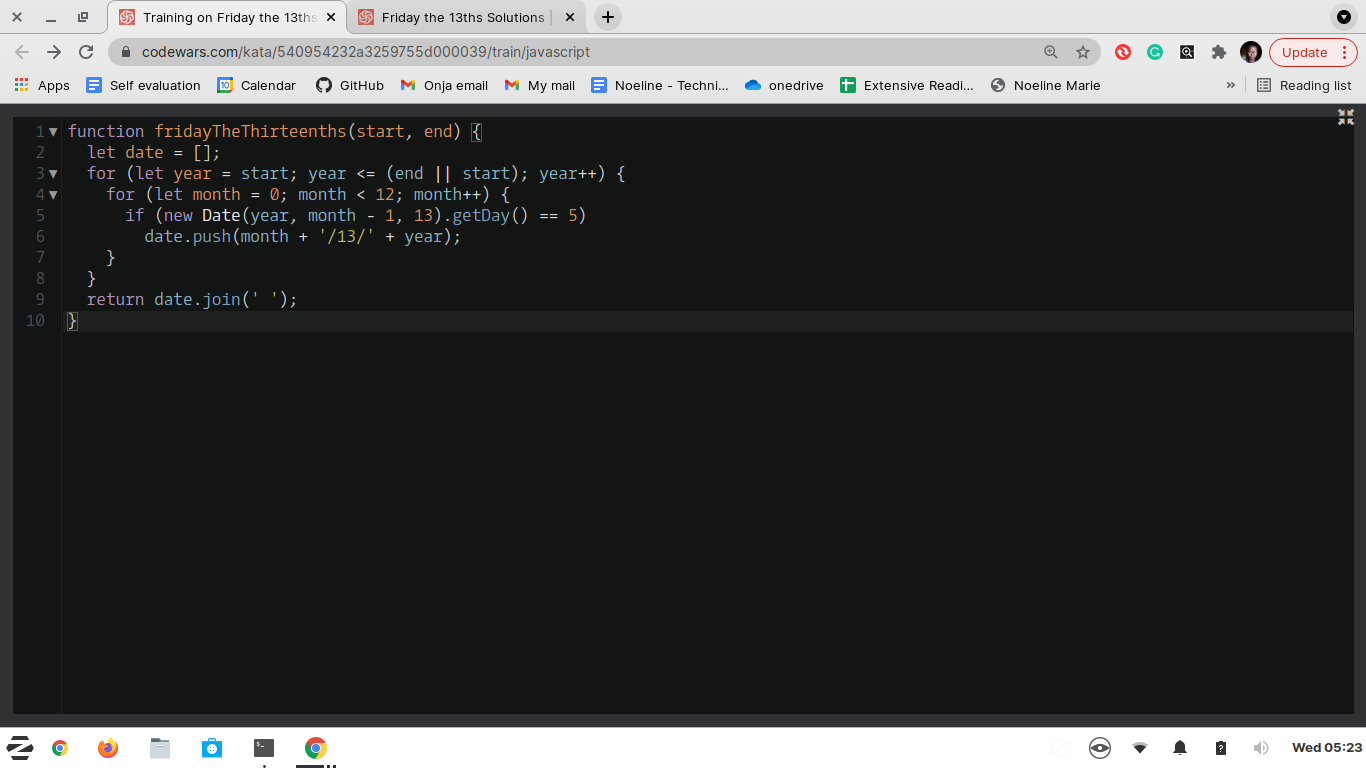 Training on Friday the 13ths
Friday the 13ths Solutions |
codewars.com/kata/540954232a3259755d000039/train/javascript
Update
Apps
Self evaluation
10
Calendar
GitHub
Onja email
My mail
Noeline - Techni...
onedrive
Extensive Readi...
Noeline Marie
»
Reading list
1 function fridayTheThirteenths(start, end) {
2 let date = [];
3 for (let year = start; year <= (end || start); year++) {
4 for (let month = 0; month < 12; month++) {
5 if (new Date(year, month - 1, 13).getDay() == 5)
6 date.push(month + '/13/' + year);
7 }
8 }
9 return date.join(' ');
10 }
Wed 05:23